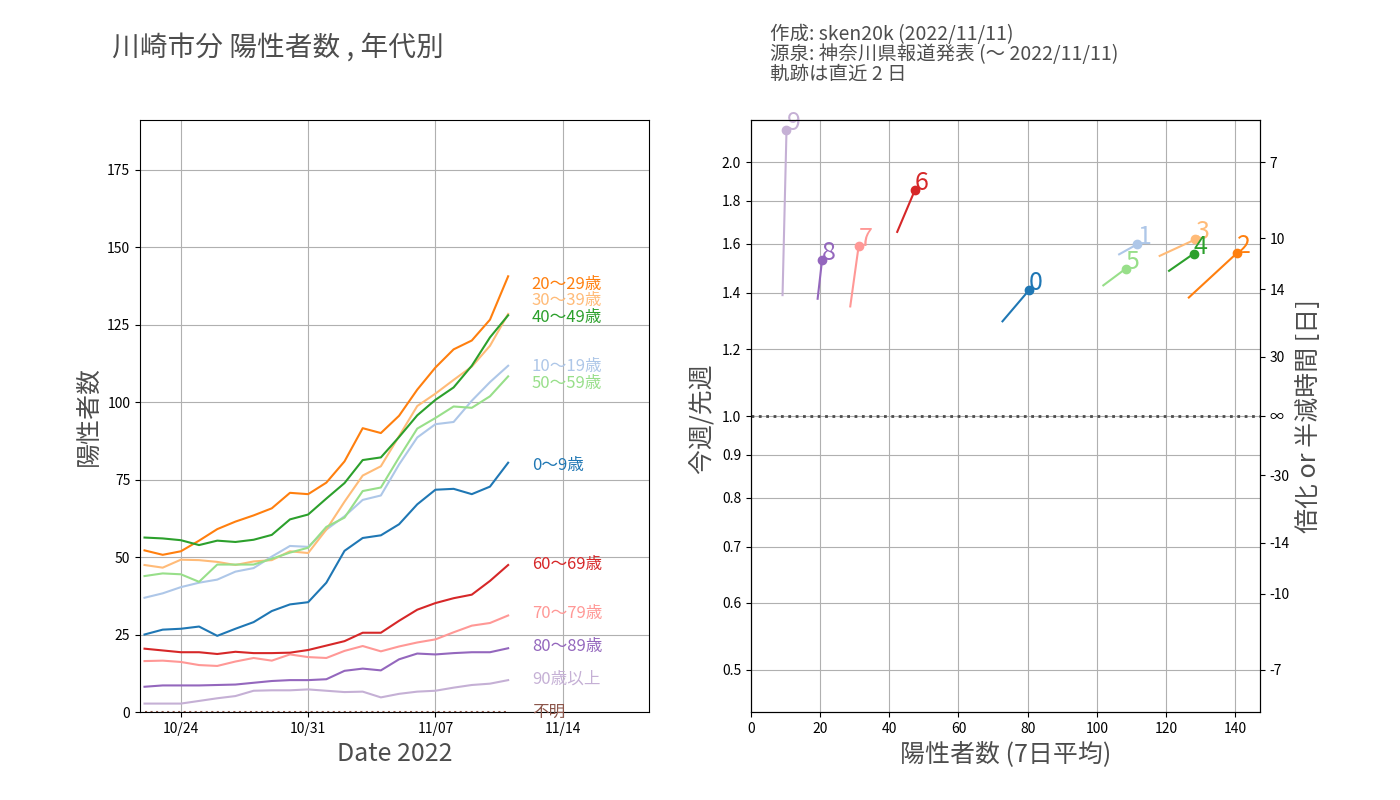 川崎市分 陽性者数 , 年代別
作成: sken20k (2022/11/11)
源泉: 神奈川県報道発表 (～ 2022/11/11)
軌跡は直近 2 日
陽性者数
175
150
125
100
75
50
25
0
20～29歳
30～39歳
40～49歳
10～19歳
50～59歳
0～9歳
60～69歳
70～79歳
80～89歳
90歳以上
不明
10/24 10/31 11/07 11/14
Date 2022
今週/先週
2.0
1.8
1.6
1.4
1.2
1.0
0.9
0.8
0.7
0.6
0.5
9
6
7
8
0
1
3
4
2
5
7
10
14
30
∞
-30
-14
-10
-7
倍化 or 半減時間 [日]
0 20 40 60 80 100 120 140
陽性者数 (7日平均)